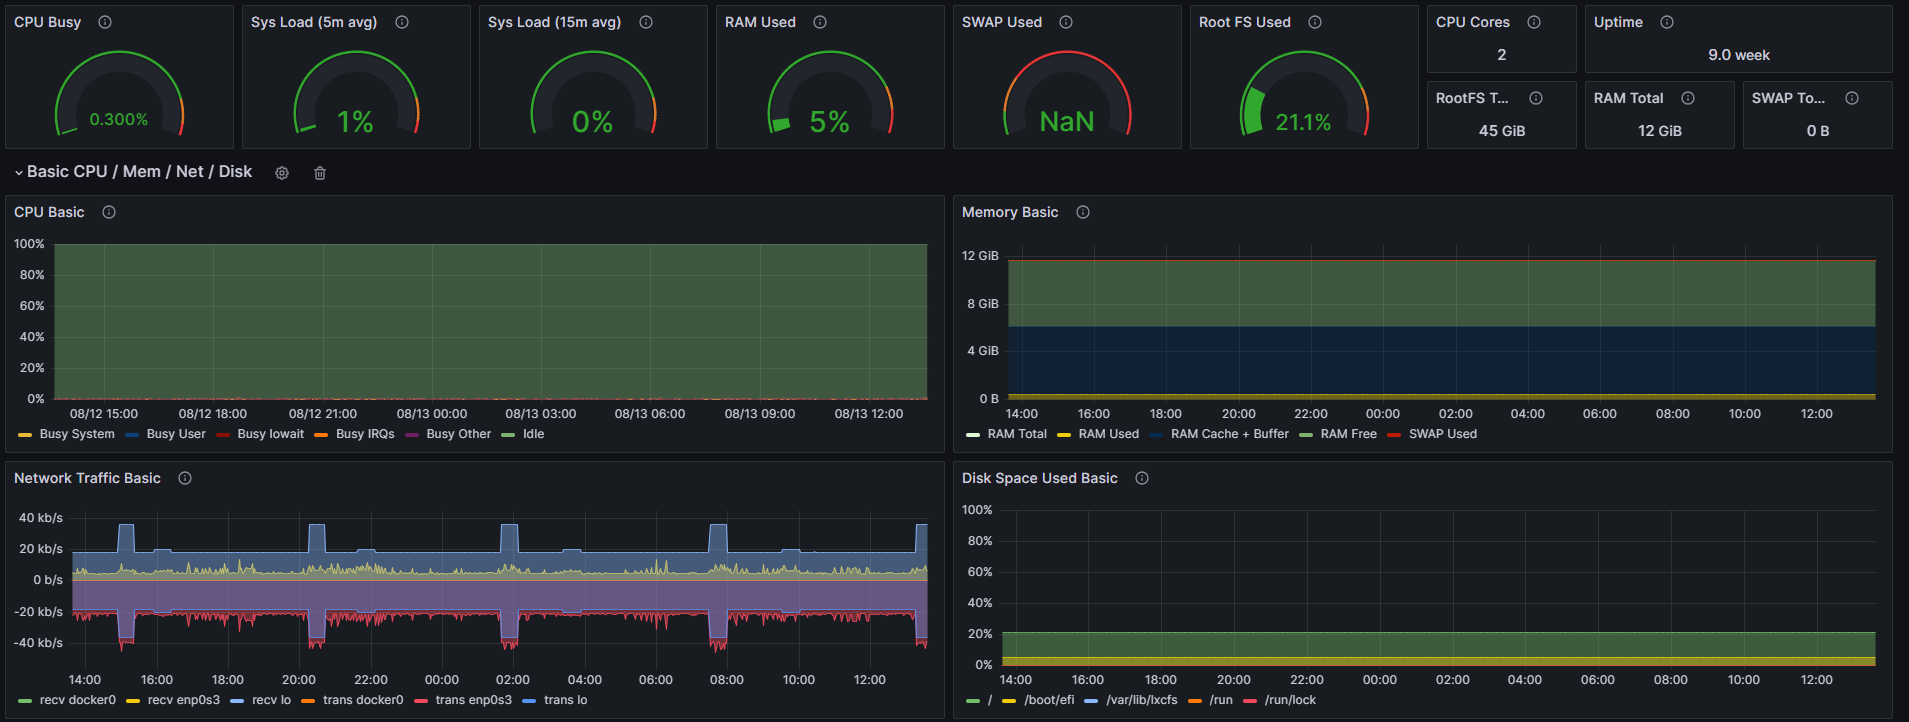 CPU Busy
Sys Load (5m avg)
Sys Load (15m avg)
RAM Used
SWAP Used
Root FS Used
CPU Cores
Uptime
0.300%
1%
0%
5%
NaN
21.1%
2
9.0 week
RootFS T...
RAM Total
SWAP To...
45 GiB
12 GiB
0 B
Basic CPU / Mem / Net / Disk
CPU Basic
100%
80%
60%
40%
20%
0%
08/12 15:00 08/12 18:00 08/12 21:00 08/13 00:00 08/13 03:00 08/13 06:00 08/13 09:00 08/13 12:00
Busy System Busy User Busy Iowait Busy IRQs Busy Other Idle
Memory Basic
12 GiB
8 GiB
4 GiB
0 B
14:00 16:00 18:00 20:00 22:00 00:00 02:00 04:00 06:00 08:00 10:00 12:00
RAM Total RAM Used RAM Cache + Buffer RAM Free SWAP Used
Network Traffic Basic
40 kb/s
20 kb/s
0 b/s
-20 kb/s
-40 kb/s
14:00 16:00 18:00 20:00 22:00 00:00 02:00 04:00 06:00 08:00 10:00 12:00
recv docker0 recv enp0s3 recv lo trans docker0 trans enp0s3 trans lo
Disk Space Used Basic
100%
80%
60%
40%
20%
0%
14:00 16:00 18:00 20:00 22:00 00:00 02:00 04:00 06:00 08:00 10:00 12:00
/ /boot/efi /var/lib/lxcfs /run /run/lock